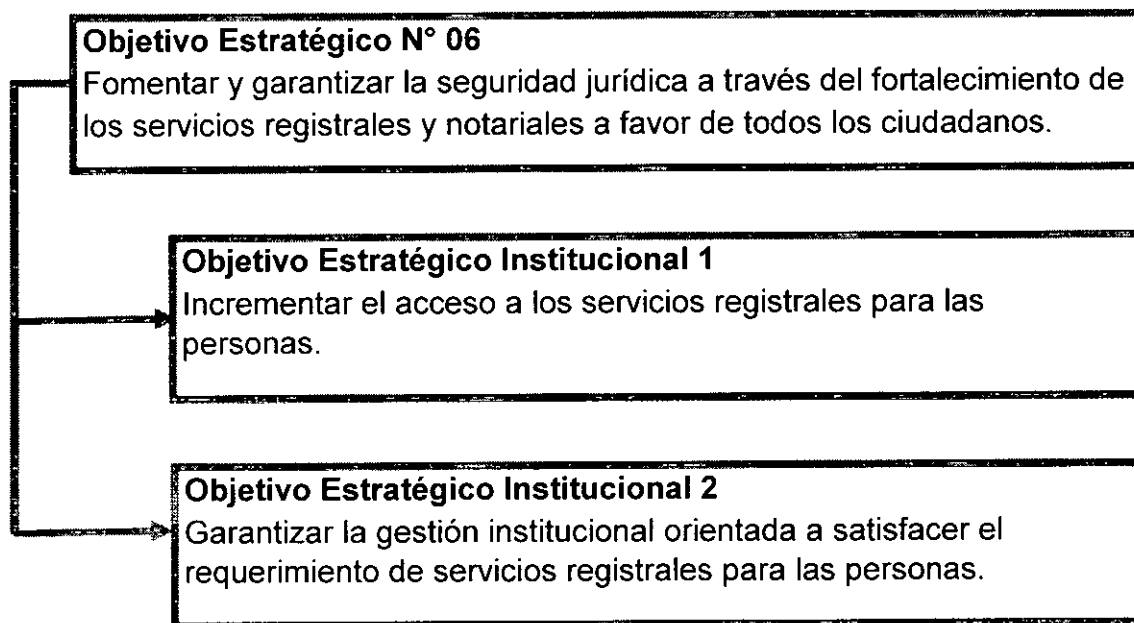 Objetivo Estratégico N° 06
Fomentar y garantizar la seguridad jurídica a través del fortalecimiento de
los servicios registrales y notariales a favor de todos los ciudadanos.
Objetivo Estratégico Institucional 1
Incrementar el acceso a los servicios registrales para las
personas.
Objetivo Estratégico Institucional 2
Garantizar la gestión institucional orientada a satisfacer el
requerimiento de servicios registrales para las personas.